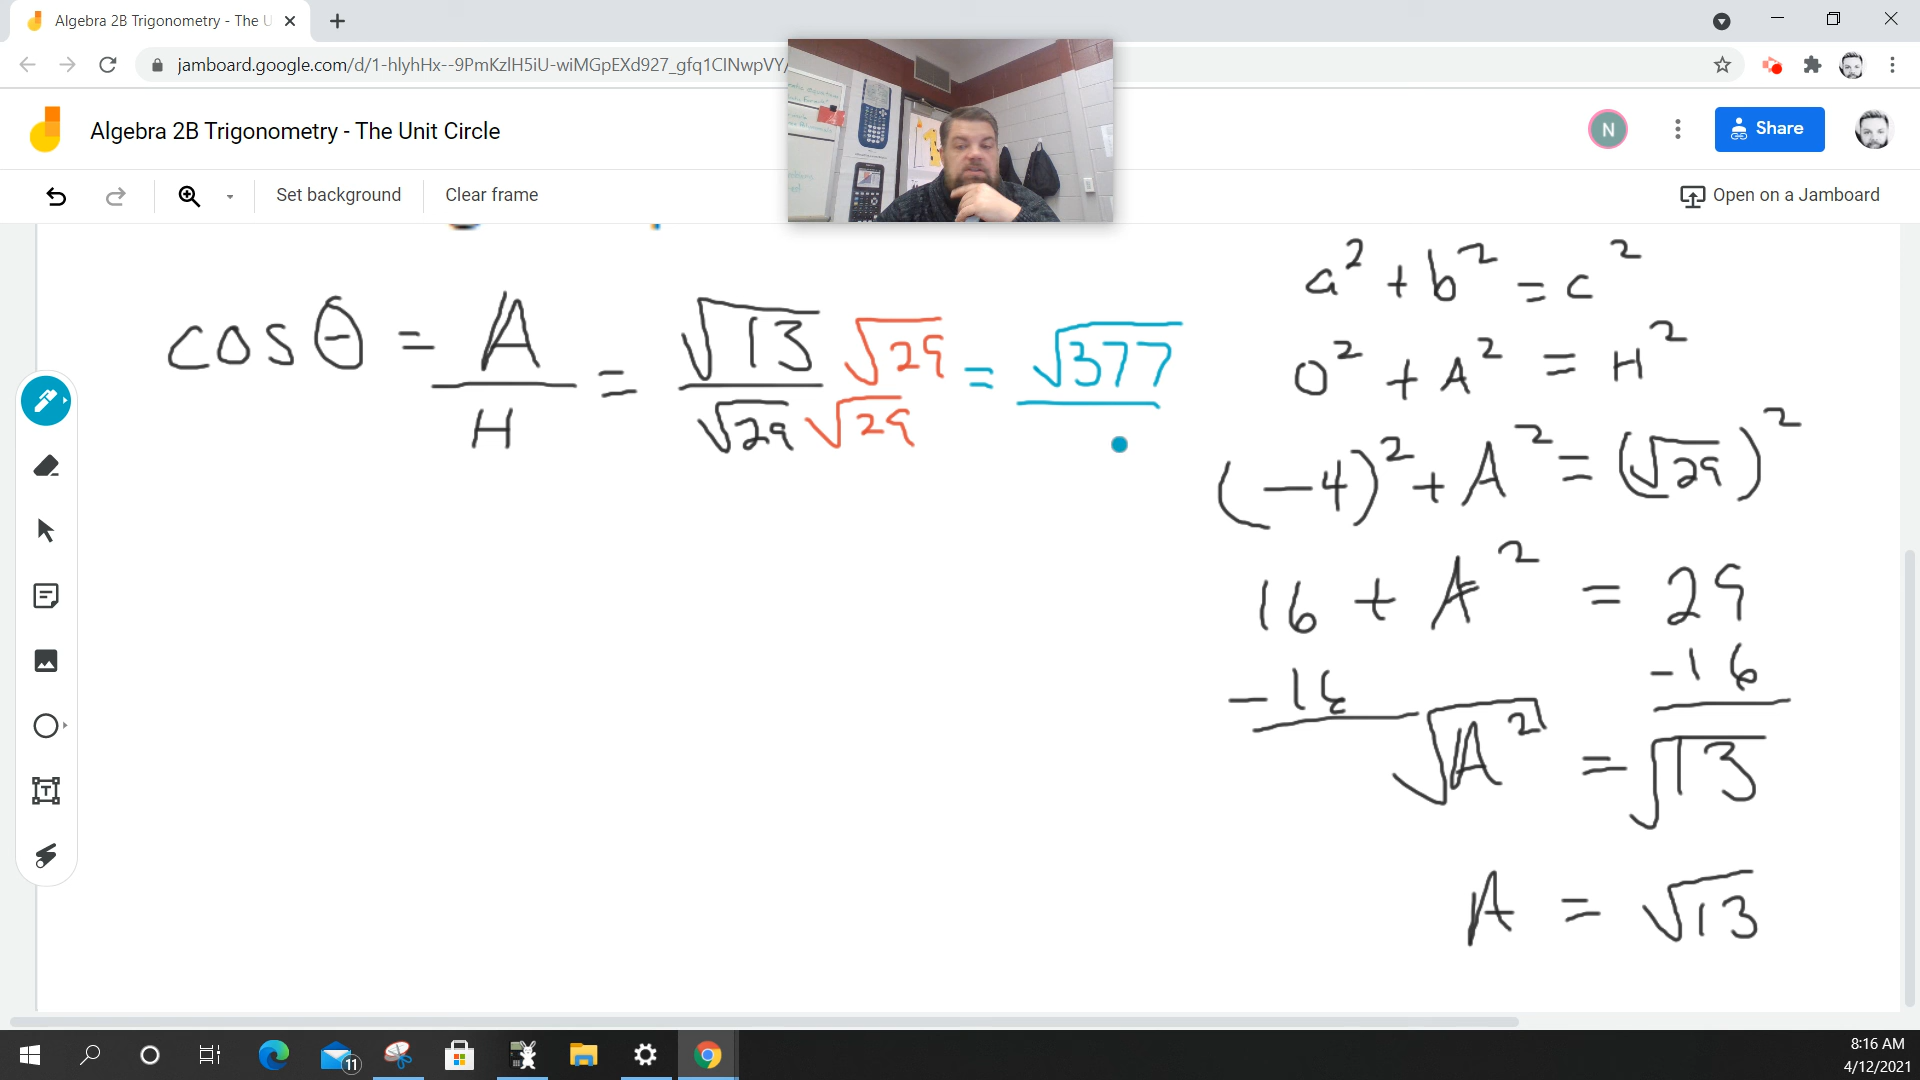 Algebra 2B Trigonometry - The U
jamboard.google.com/d/1-hlyhHx--9PmKzlH5iU-wiMGpEXd927_gfq1ClNwpVY/
Algebra 2B Trigonometry - The Unit Circle
N
Share
Set background
Clear frame
Open on a Jamboard
cos θ = A/H = √13 √29 / √29 √29 = √377
a² + b² = c²
O² + A² = H²
(-4)² + A² = (√29)²
16 + A² = 29
-16 -16
√A² = √13
A = √13
11
8:16 AM
4/12/2021